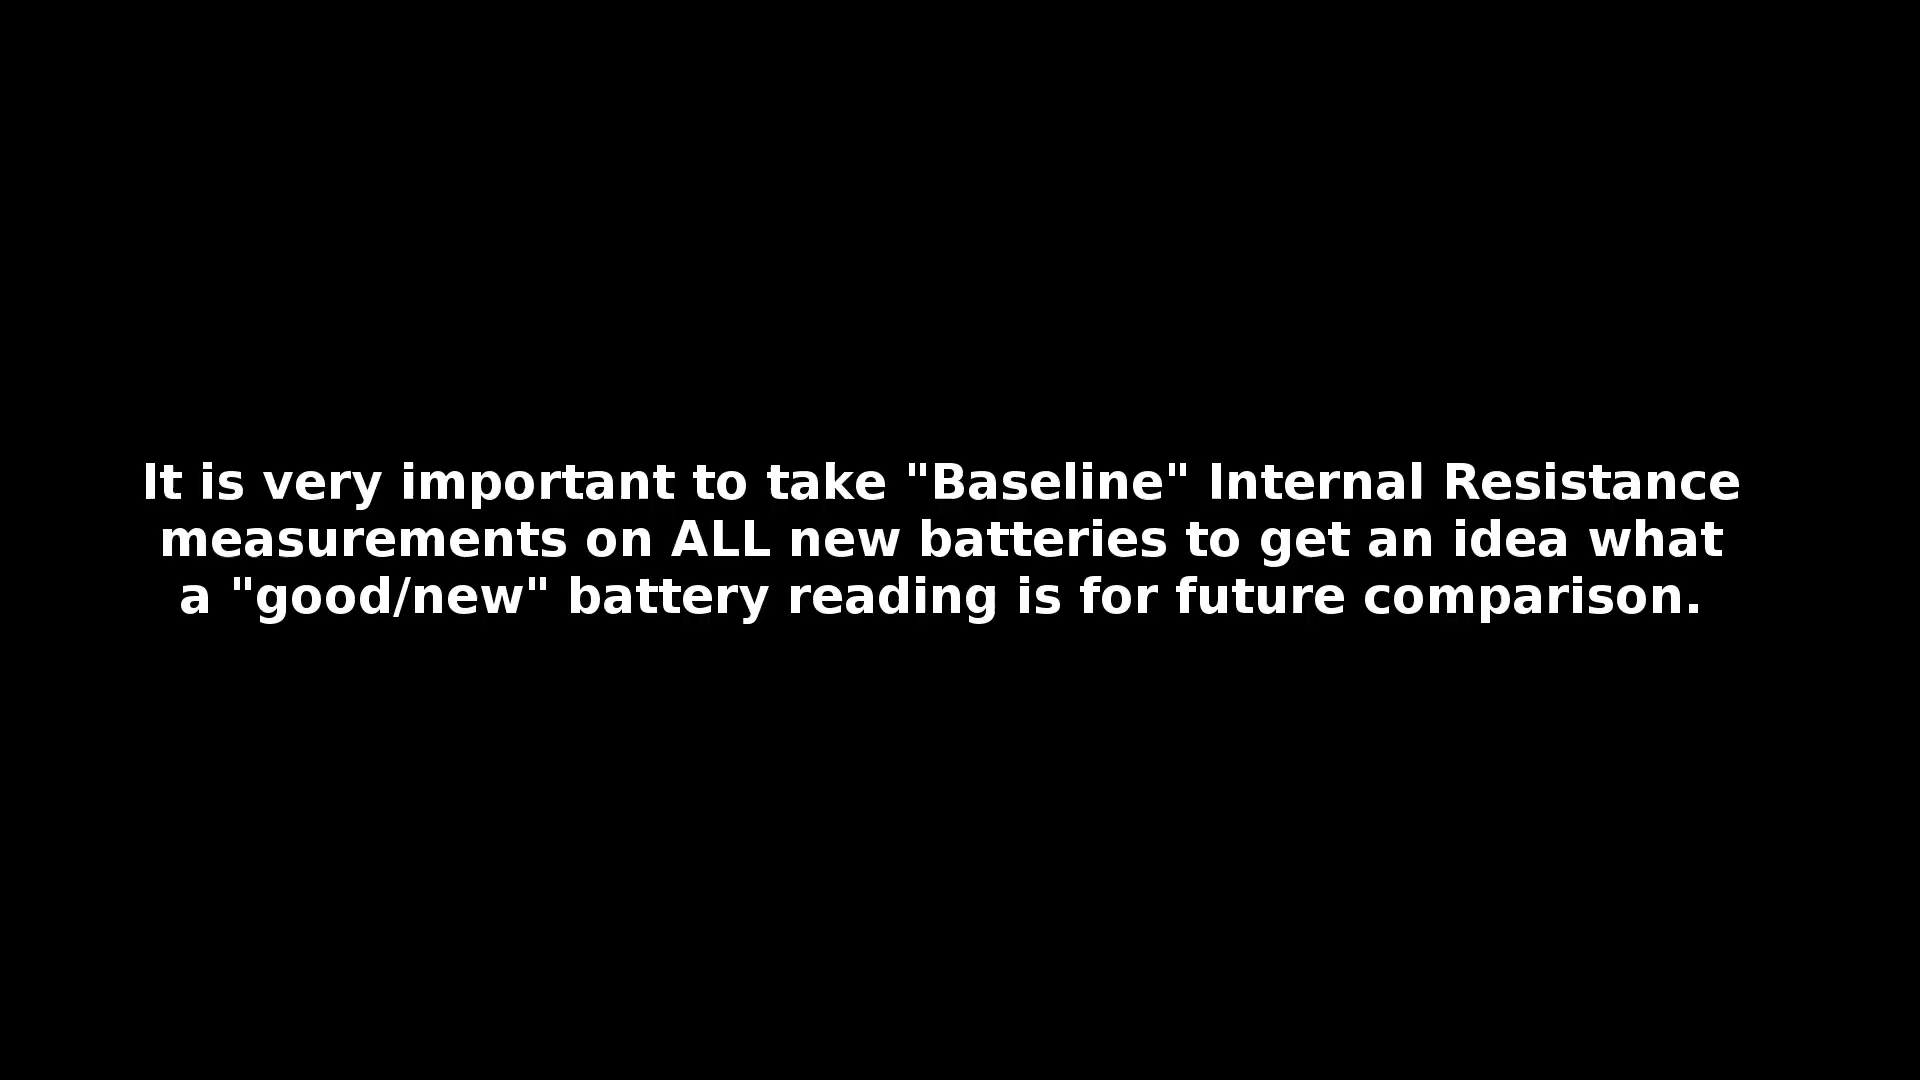 It is very important to take "Baseline" Internal Resistance
measurements on ALL new batteries to get an idea what
a "good/new" battery reading is for future comparison.